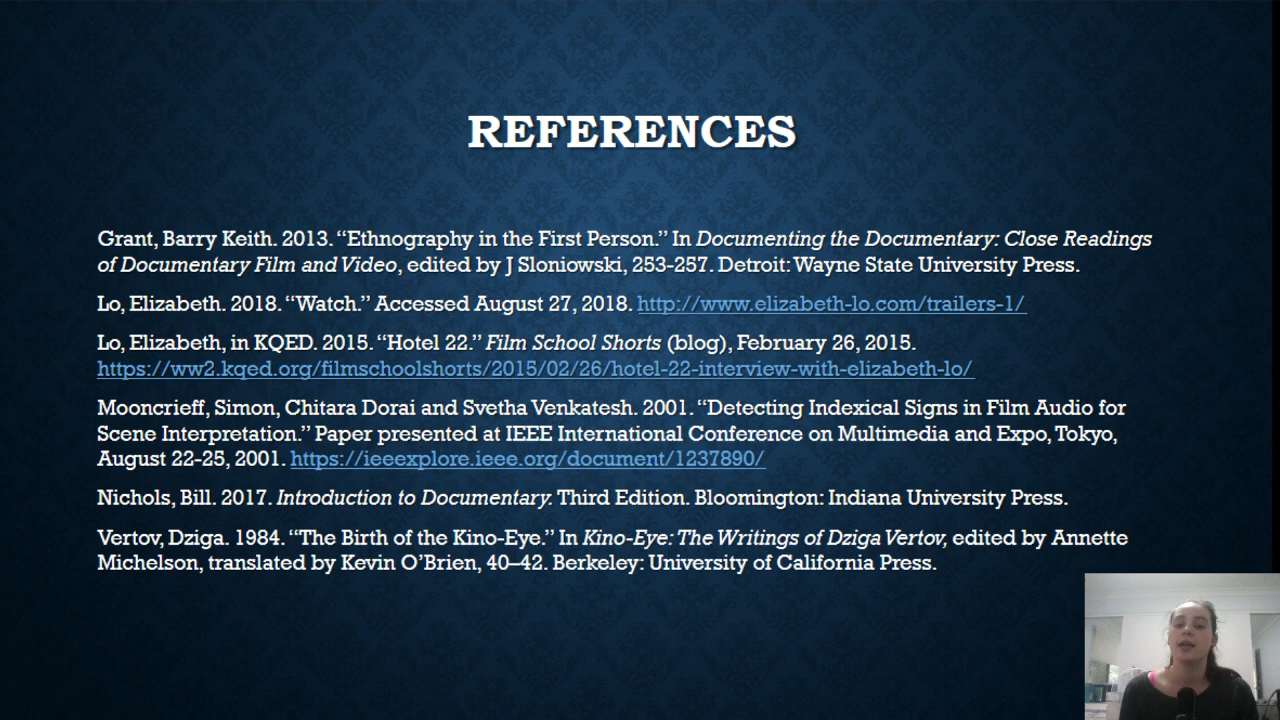 REFERENCES
Grant, Barry Keith. 2013. “Ethnography in the First Person.” In Documenting the Documentary: Close Readings
of Documentary Film and Video, edited by J Sloniowski, 253-257. Detroit: Wayne State University Press.
Lo, Elizabeth. 2018. “Watch.” Accessed August 27, 2018. http://www.elizabeth-lo.com/trailers-1/
Lo, Elizabeth, in KQED. 2015. “Hotel 22.” Film School Shorts (blog), February 26, 2015.
https://ww2.kqed.org/filmschoolshorts/2015/02/26/hotel-22-interview-with-elizabeth-lo/
Mooncrieff, Simon, Chitara Dorai and Svetha Venkatesh. 2001. “Detecting Indexical Signs in Film Audio for
Scene Interpretation.” Paper presented at IEEE International Conference on Multimedia and Expo, Tokyo,
August 22-25, 2001. https://ieeexplore.ieee.org/document/1237890/
Nichols, Bill. 2017. Introduction to Documentary. Third Edition. Bloomington: Indiana University Press.
Vertov, Dziga. 1984. “The Birth of the Kino-Eye.” In Kino-Eye: The Writings of Dziga Vertov, edited by Annette
Michelson, translated by Kevin O’Brien, 40–42. Berkeley: University of California Press.